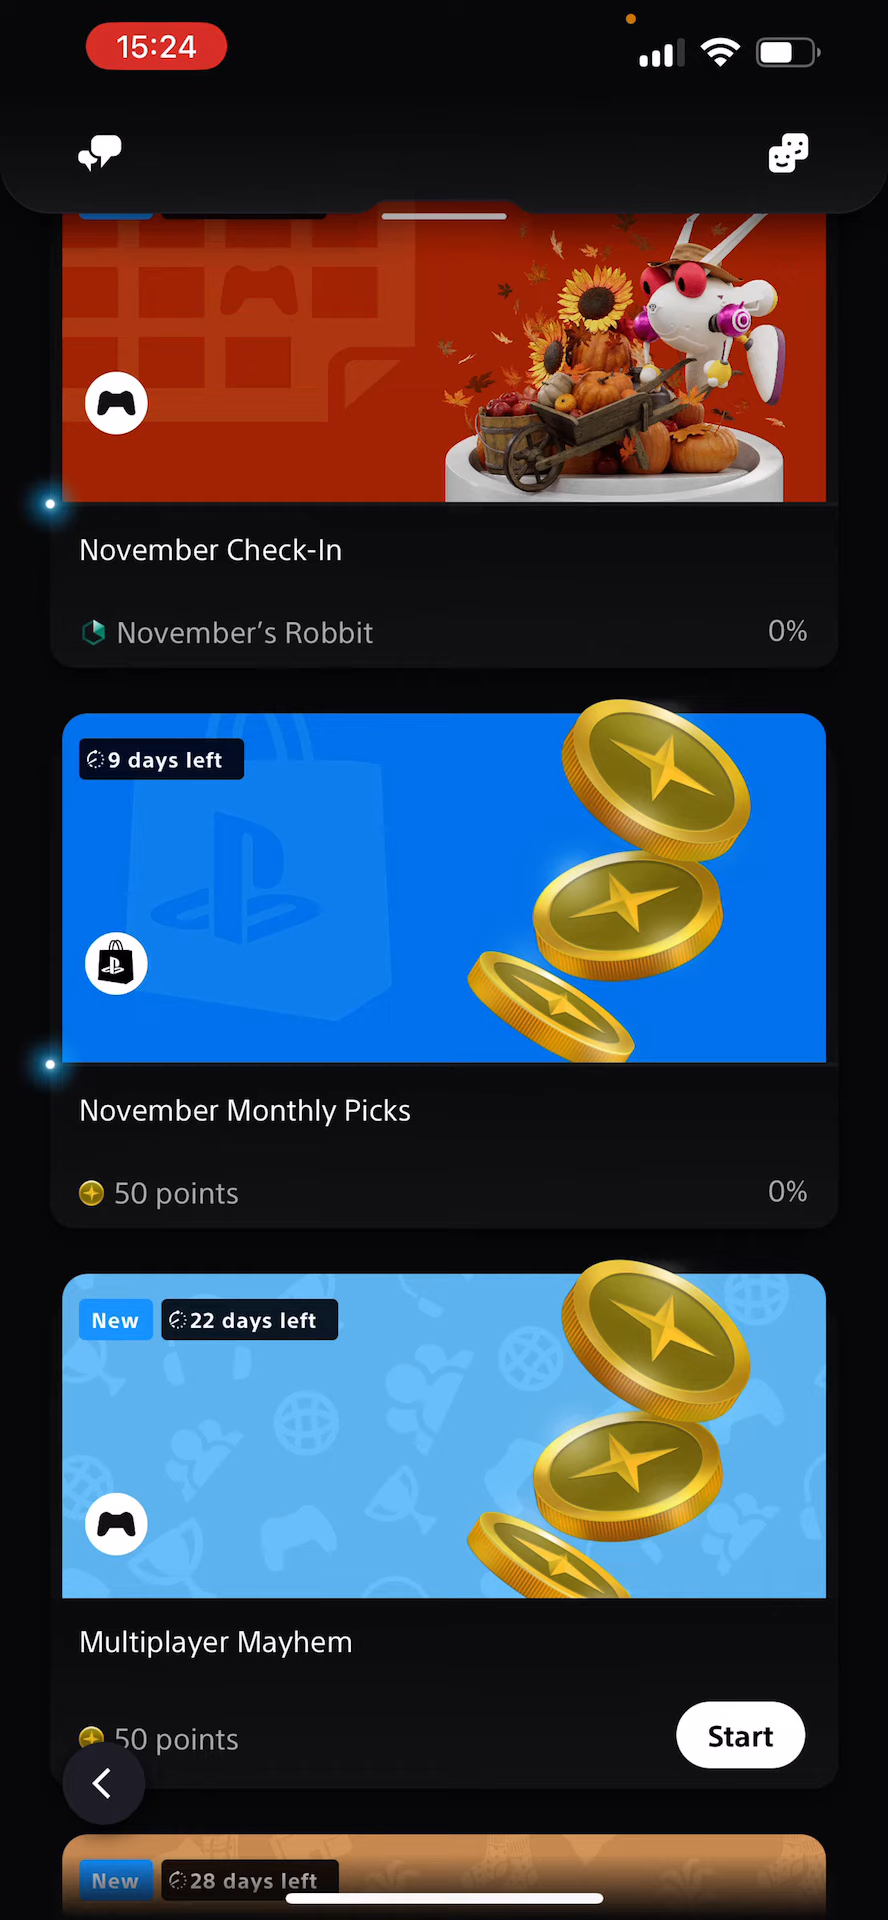 15:24
November Check-In
November’s Robbit
0%
9 days left
November Monthly Picks
50 points
0%
New
22 days left
Multiplayer Mayhem
50 points
Start
New
28 days left